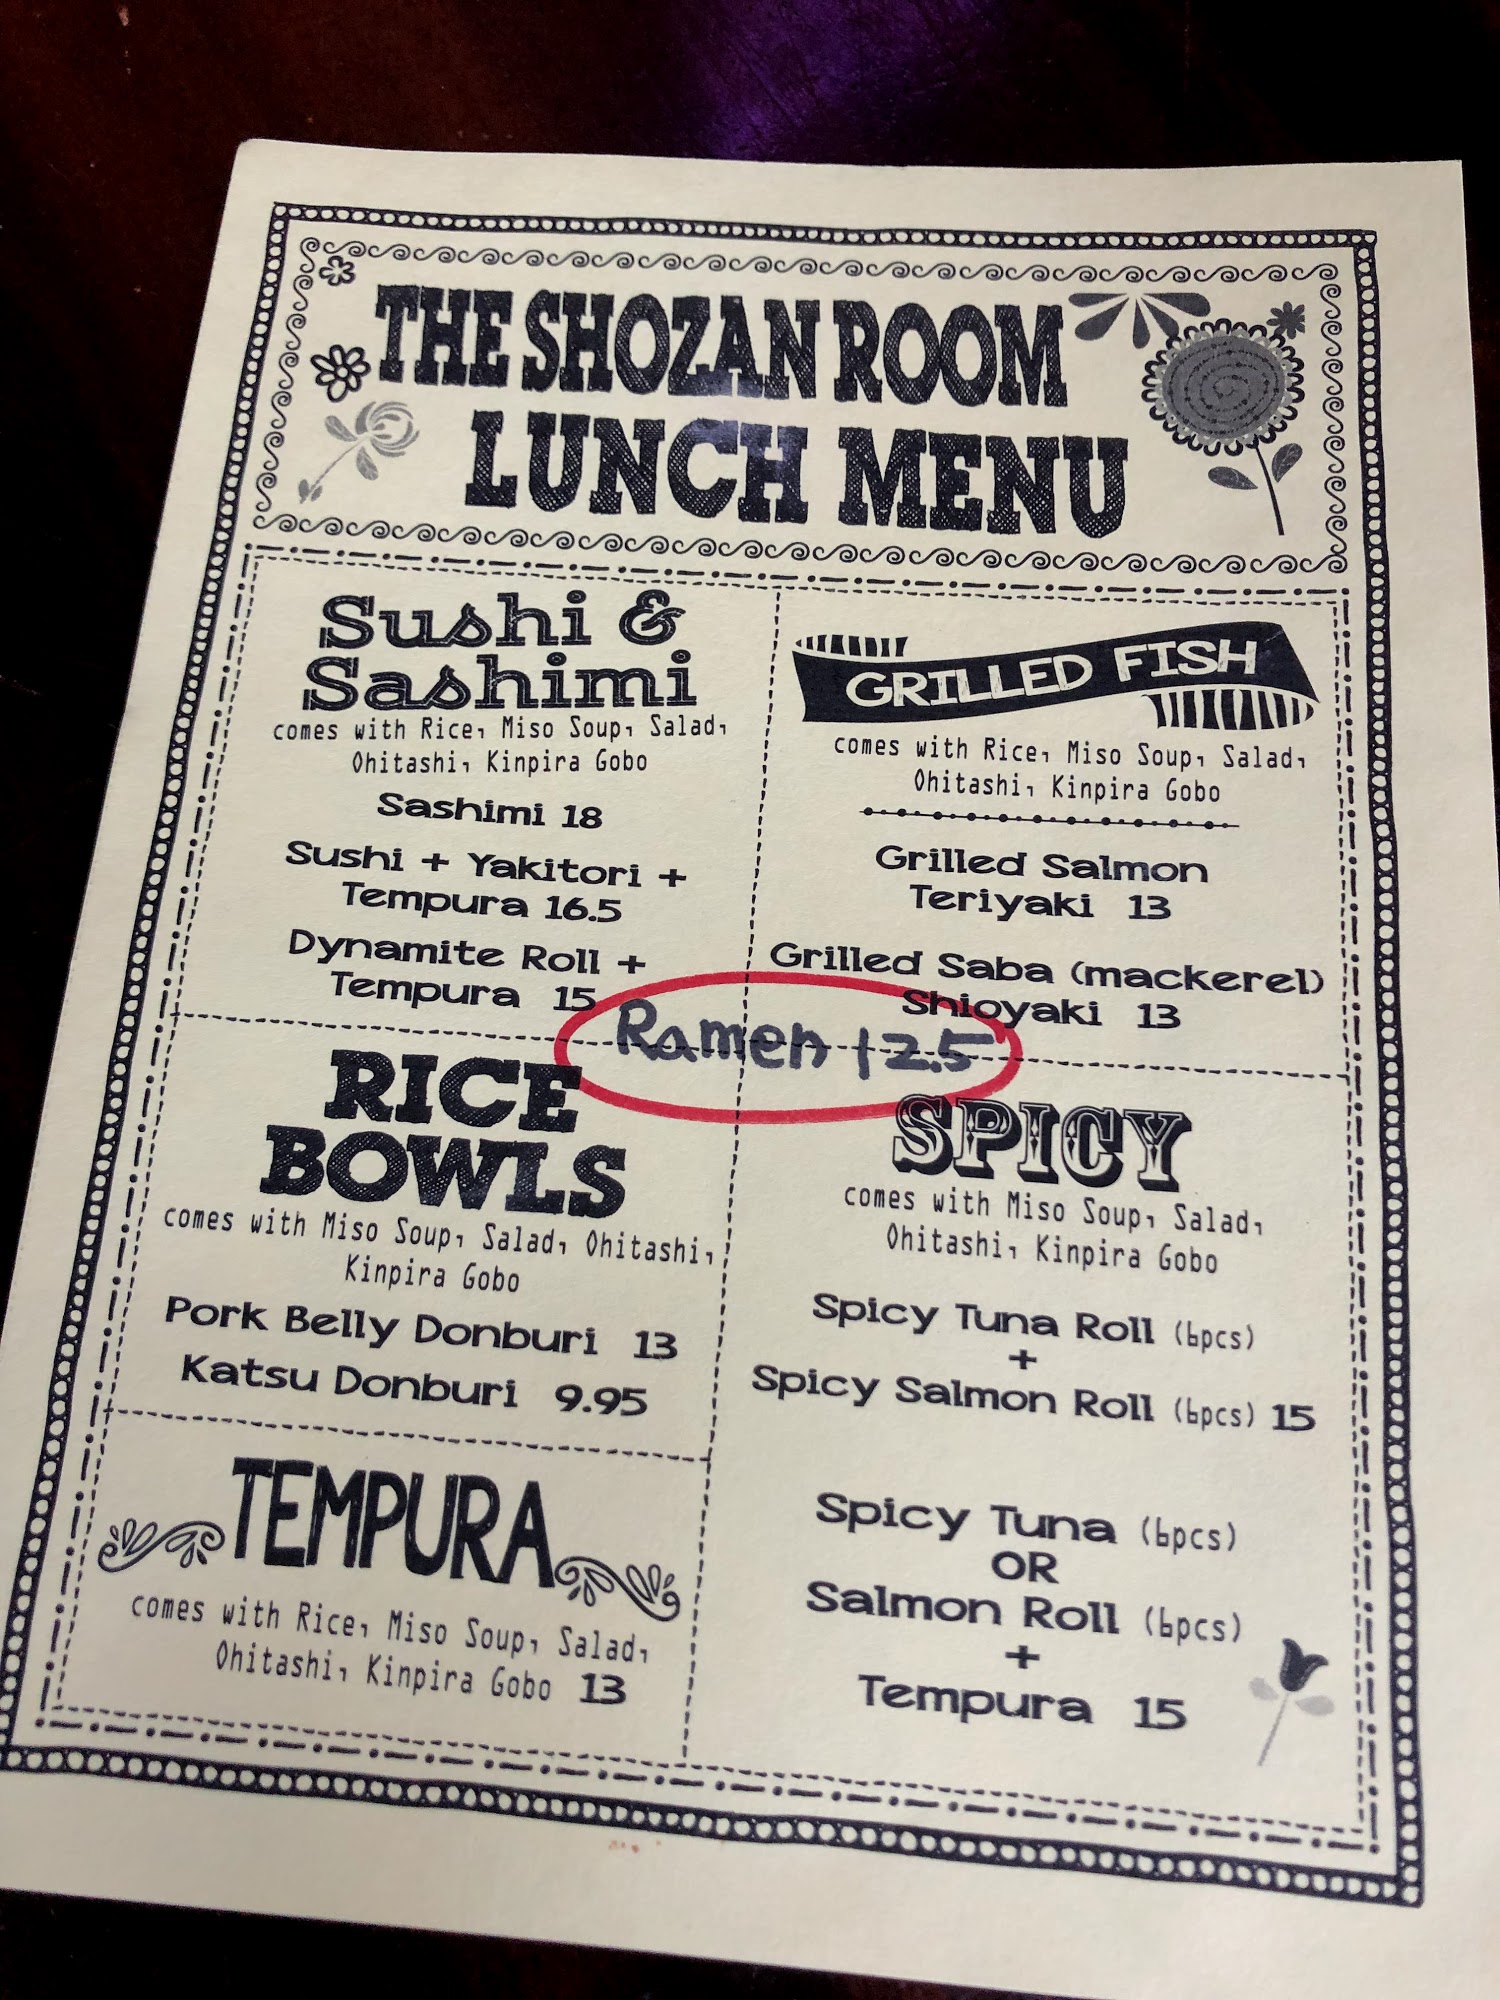 THE SHOZAN ROOM
LUNCH MENU
Sushi &
Sashimi
comes with Rice, Miso Soup, Salad,
Ohitashi, Kinpira Gobo
Sashimi 18
Sushi + Yakitori +
Tempura 16.5
Dynamite Roll +
Tempura 15
GRILLED FISH
comes with Rice, Miso Soup, Salad,
Ohitashi, Kinpira Gobo
Grilled Salmon
Teriyaki 13
Grilled Saba (mackerel)
Shioyaki 13
Ramen 12.5
RICE
BOWLS
comes with Miso Soup, Salad, Ohitashi,
Kinpira Gobo
Pork Belly Donburi 13
Katsu Donburi 9.95
TEMPURA
comes with Rice, Miso Soup, Salad,
Ohitashi, Kinpira Gobo 13
SPICY
comes with Miso Soup, Salad,
Ohitashi, Kinpira Gobo
Spicy Tuna Roll (6pcs)
+
Spicy Salmon Roll (6pcs) 15
Spicy Tuna (6pcs)
OR
Salmon Roll (6pcs)
+
Tempura 15